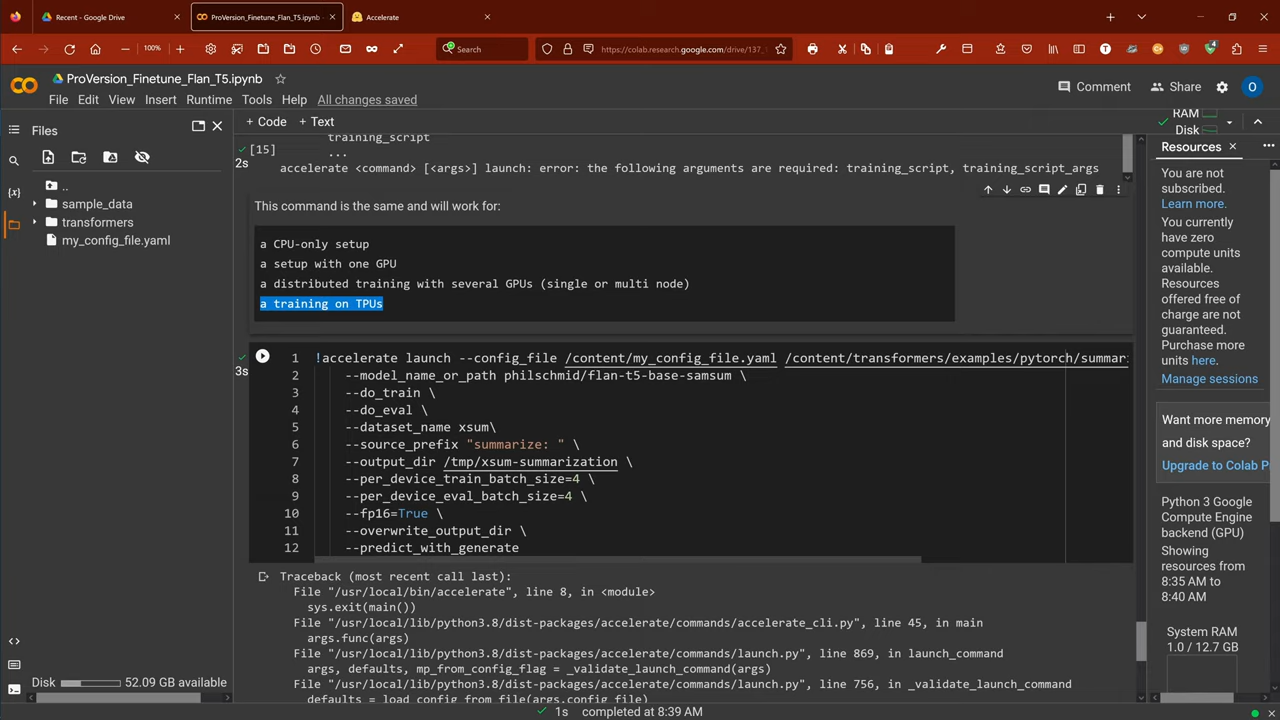 Recent - Google Drive
ProVersion_Finetune_Flan_T5.ipynb
Accelerate
100%
Search
https://colab.research.google.com/drive/137_
ProVersion_Finetune_Flan_T5.ipynb
File Edit View Insert Runtime Tools Help All changes saved
Comment
Share
O
Files
+ Code + Text
RAM
Disk
Resources
..
sample_data
transformers
my_config_file.yaml
[15]
2s
training_script
...
accelerate <command> [<args>] launch: error: the following arguments are required: training_script, training_script_args
This command is the same and will work for:
a CPU-only setup
a setup with one GPU
a distributed training with several GPUs (single or multi node)
a training on TPUs
3s
1 !accelerate launch --config_file /content/my_config_file.yaml /content/transformers/examples/pytorch/summari
2 --model_name_or_path philschmid/flan-t5-base-samsum \
3 --do_train \
4 --do_eval \
5 --dataset_name xsum\
6 --source_prefix "summarize: " \
7 --output_dir /tmp/xsum-summarization \
8 --per_device_train_batch_size=4 \
9 --per_device_eval_batch_size=4 \
10 --fp16=True \
11 --overwrite_output_dir \
12 --predict_with_generate
Traceback (most recent call last):
File "/usr/local/bin/accelerate", line 8, in <module>
sys.exit(main())
File "/usr/local/lib/python3.8/dist-packages/accelerate/commands/accelerate_cli.py", line 45, in main
args.func(args)
File "/usr/local/lib/python3.8/dist-packages/accelerate/commands/launch.py", line 869, in launch_command
args, defaults, mp_from_config_flag = _validate_launch_command(args)
File "/usr/local/lib/python3.8/dist-packages/accelerate/commands/launch.py", line 756, in _validate_launch_command
defaults = load_config_from_file(args.config_file)
You are not
subscribed.
Learn more.
You currently
have zero
compute units
available.
Resources
offered free of
charge are not
guaranteed.
Purchase more
units here.
Manage sessions
Want more memory
and disk space?
Upgrade to Colab P
Python 3 Google
Compute Engine
backend (GPU)
Showing
resources from
8:35 AM to
8:40 AM
System RAM
1.0 / 12.7 GB
Disk
52.09 GB available
1s completed at 8:39 AM